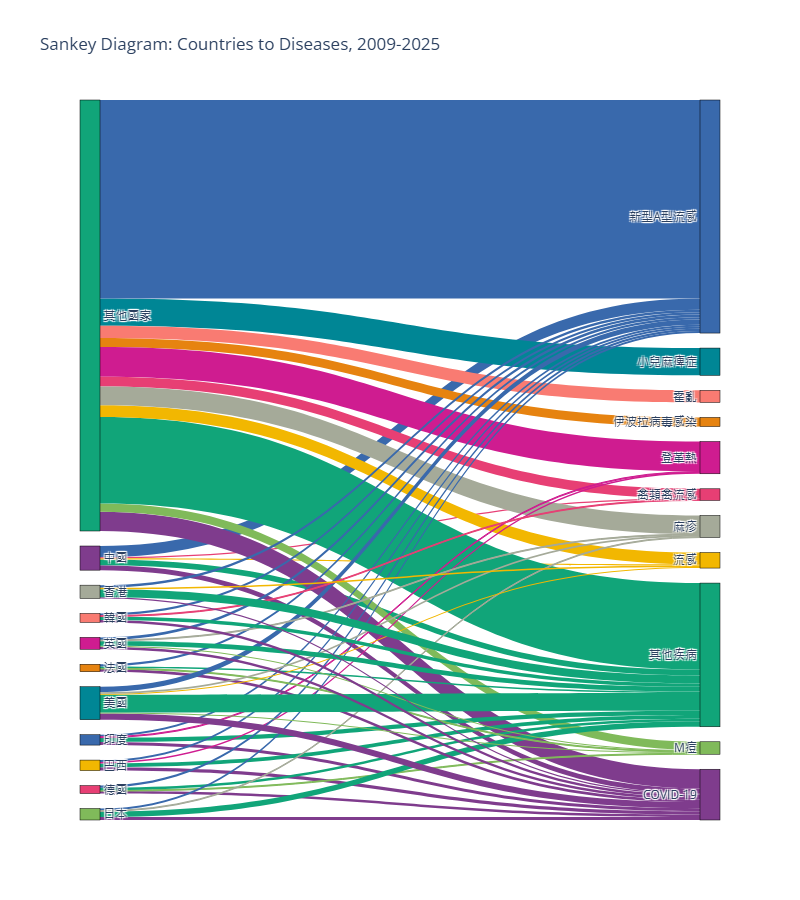 Sankey Diagram: Countries to Diseases, 2009-2025
其他國家
中國
香港
韓國
英國
法國
美國
印度
巴西
德國
日本
新型A型流感
小兒麻痺症
霍亂
伊波拉病毒感染
登革熱
禽類禽流感
麻疹
流感
其他疾病
M痘
COVID-19